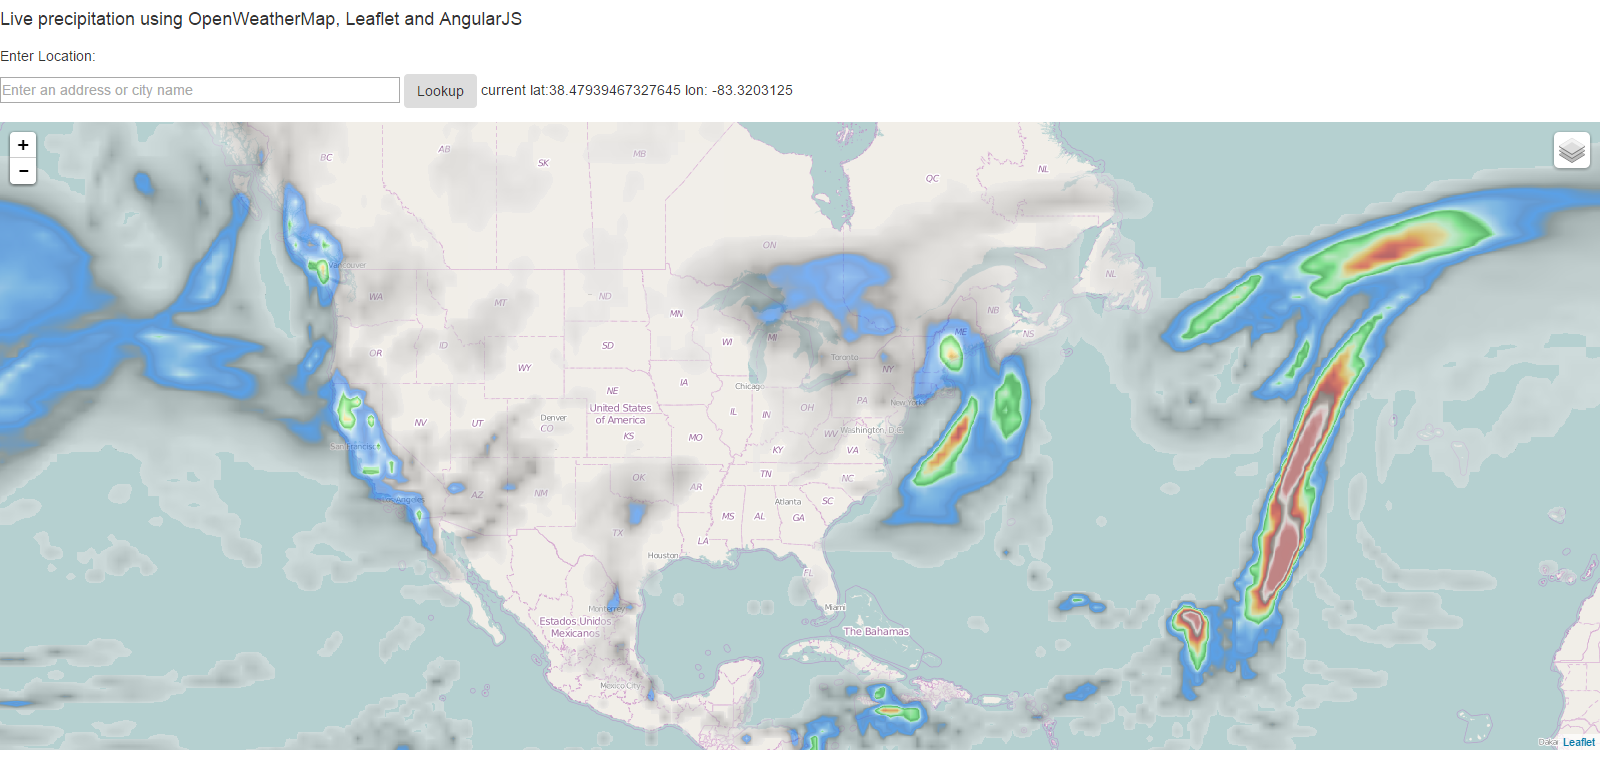 Live precipitation using OpenWeatherMap, Leaflet and AngularJS
Enter Location:
Enter an address or city name
Lookup
current lat:38.47939467327645 lon: -83.3203125
+
−
BC
AB
SK
MB
ON
QC
NL
NL
NB
NS
ME
Vancouver
WA
MT
ND
MN
OR
ID
WY
SD
WI
MI
Toronto
NY
New York
NE
IA
Chicago
PA
NV
UT
Denver
CO
United States
of America
KS
MO
IL
IN
OH
WV
Washington, D.C.
VA
KY
San Francisco
Los Angeles
AZ
NM
OK
AR
TN
NC
SC
Atlanta
MS
AL
GA
TX
LA
Houston
FL
Miami
Monterrey
Estados Unidos
Mexicanos
Mexico City
The Bahamas
Dakar
Leaflet